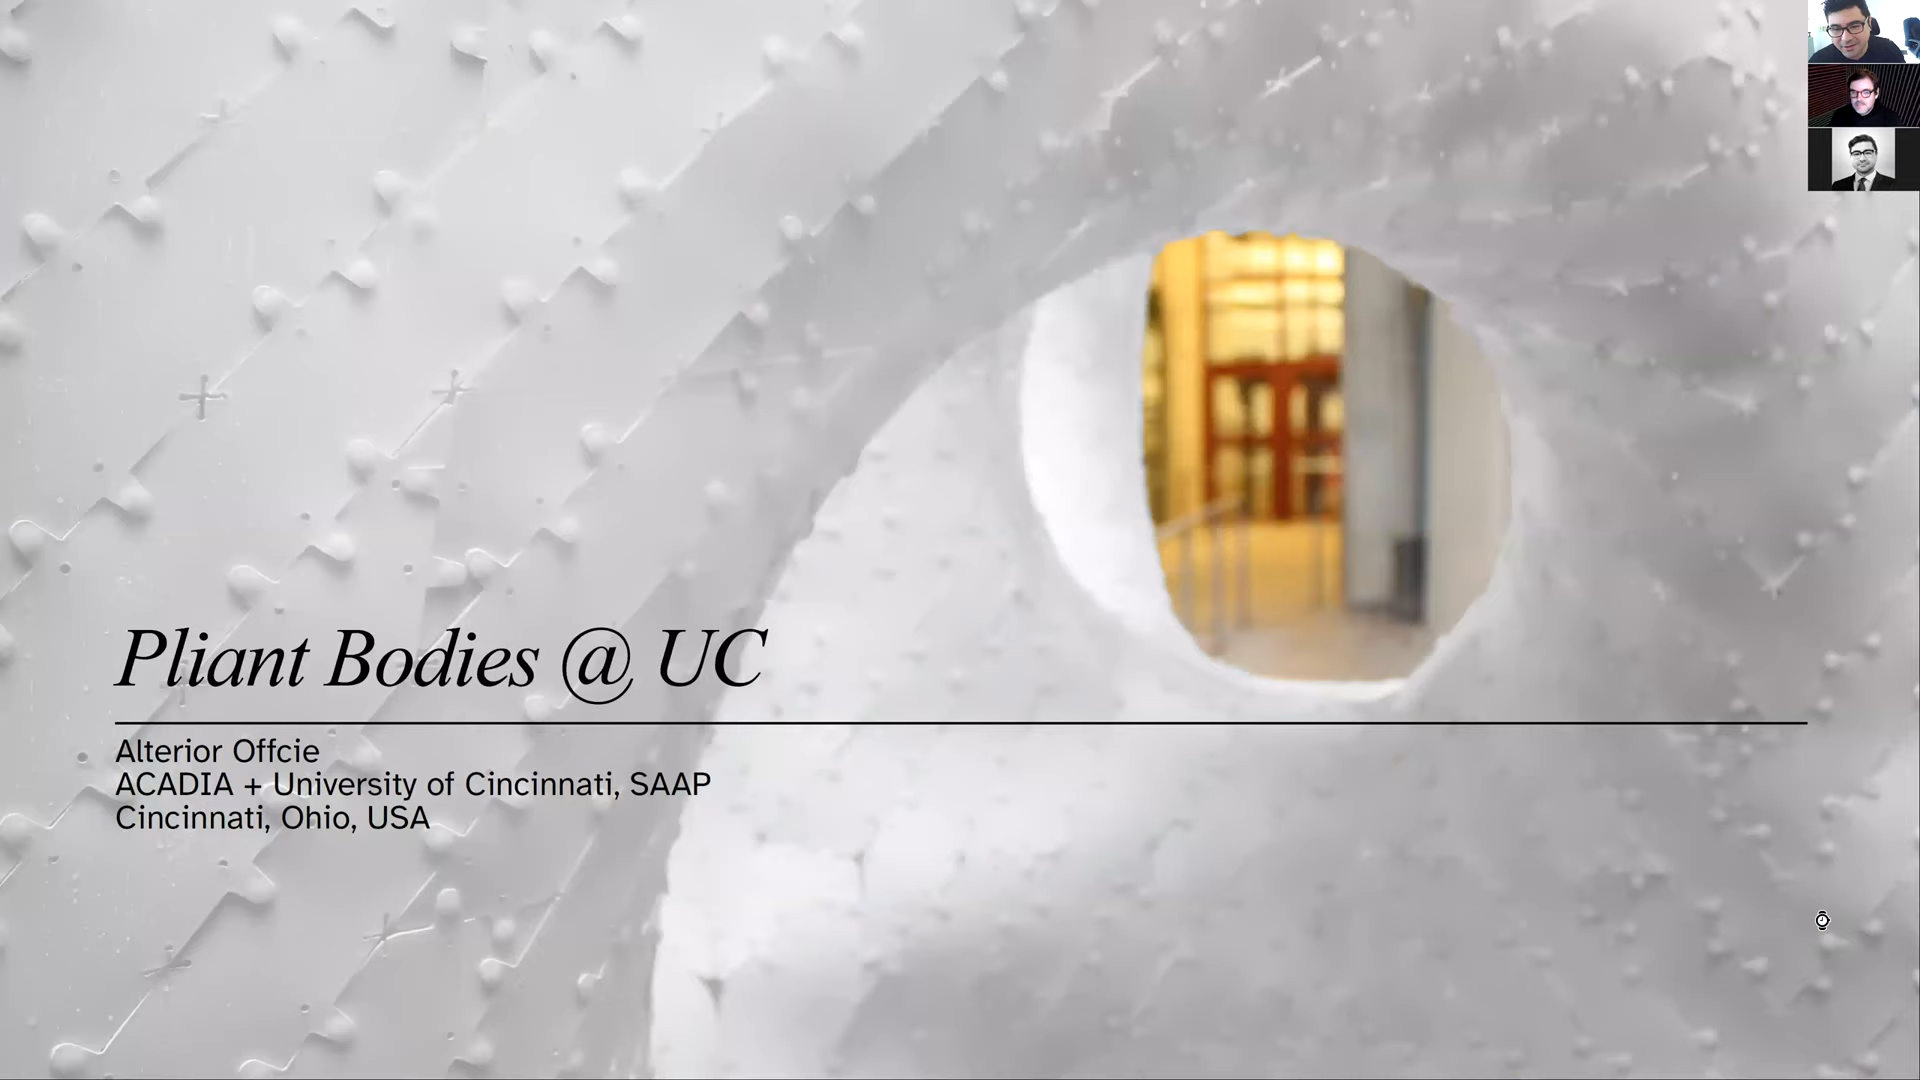 Pliant Bodies @ UC
Alterior Offcie
ACADIA + University of Cincinnati, SAAP
Cincinnati, Ohio, USA